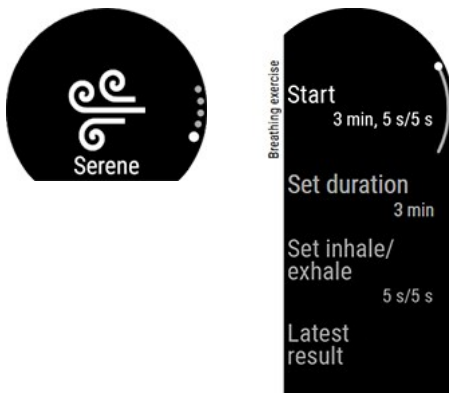 Serene
Breathing exercise
Start
3 min, 5 s/5 s
Set duration
3 min
Set inhale/
exhale
5 s/5 s
Latest
result